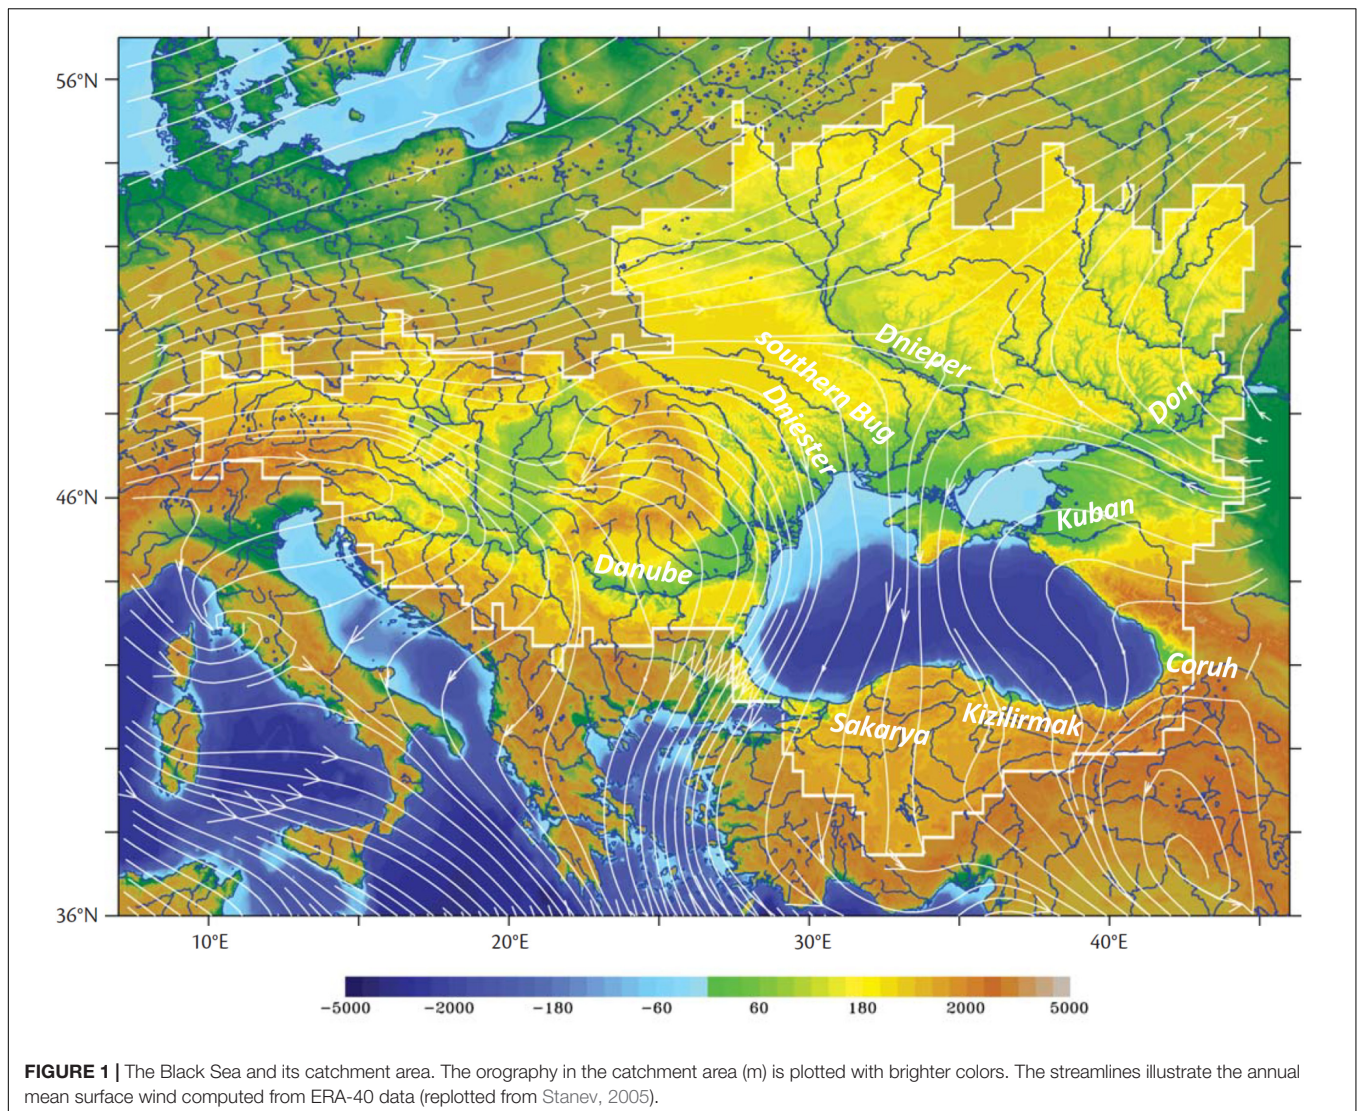 56°N
Dnieper
southern Bug
Dniester
Don
46°N
Kuban
Danube
Coruh
Kizilirmak
Sakarya
36°N
10°E 20°E 30°E 40°E
-5000 -2000 -180 -60 60 180 2000 5000
FIGURE 1 | The Black Sea and its catchment area. The orography in the catchment area (m) is plotted with brighter colors. The streamlines illustrate the annual
mean surface wind computed from ERA-40 data (replotted from Stanev, 2005).